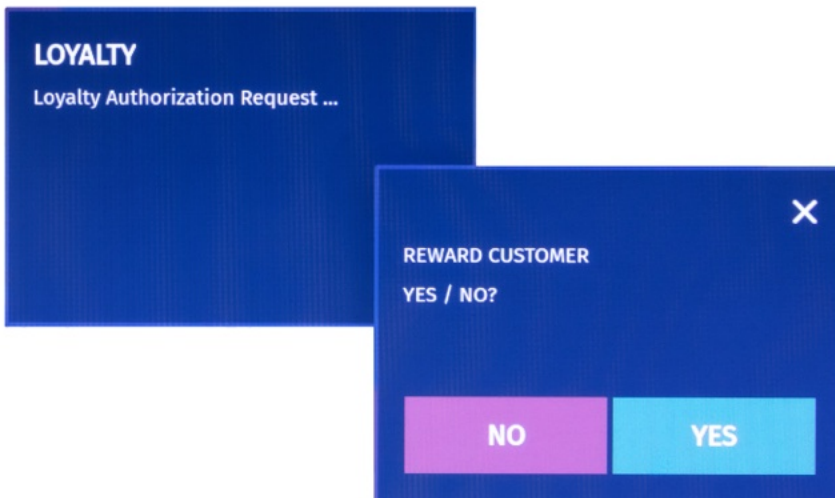 LOYALTY
Loyalty Authorization Request ...
REWARD CUSTOMER
YES / NO?
NO
YES